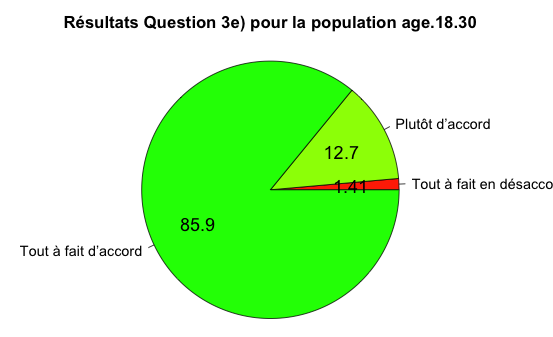 Résultats Question 3e) pour la population age.18.30
Plutôt d'accord
12.7
Tout à fait en désacco
1.41
85.9
Tout à fait d'accord